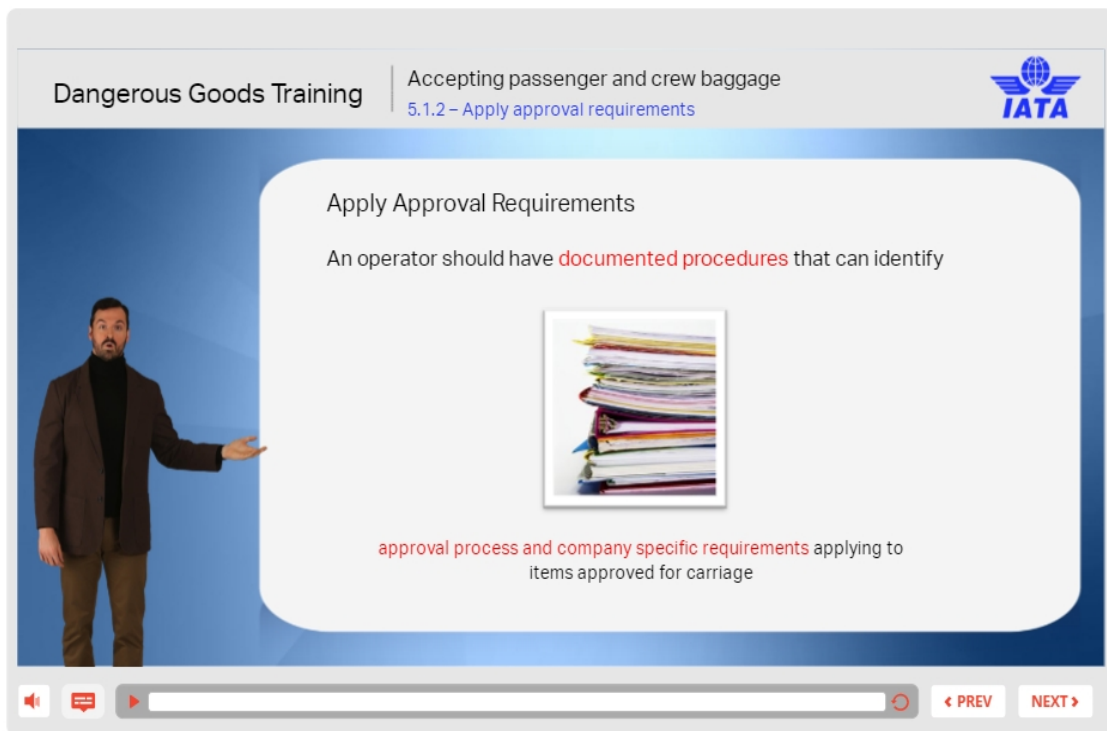 Dangerous Goods Training
Accepting passenger and crew baggage
5.1.2 – Apply approval requirements
IATA
Apply Approval Requirements
An operator should have documented procedures that can identify
approval process and company specific requirements applying to
items approved for carriage
< PREV
NEXT >